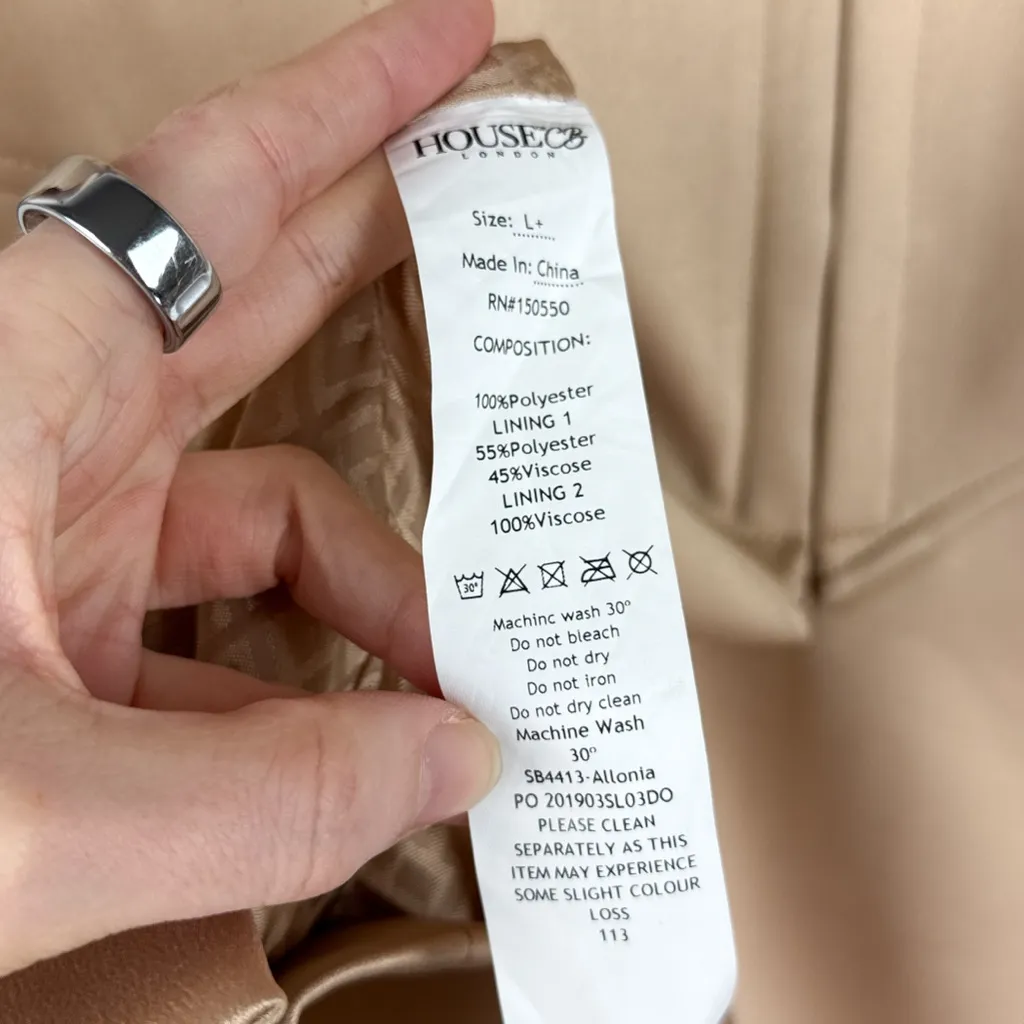 HOUSE CB
LONDON
Size: L+
Made In: China
RN#150550
COMPOSITION:
100%Polyester
LINING 1
55%Polyester
45%Viscose
LINING 2
100%Viscose
30°
Machinc wash 30°
Do not bleach
Do not dry
Do not iron
Do not dry clean
Machine Wash
30°
SB4413-Allonia
PO 201903SL03DO
PLEASE CLEAN
SEPARATELY AS THIS
ITEM MAY EXPERIENCE
SOME SLIGHT COLOUR
LOSS
113